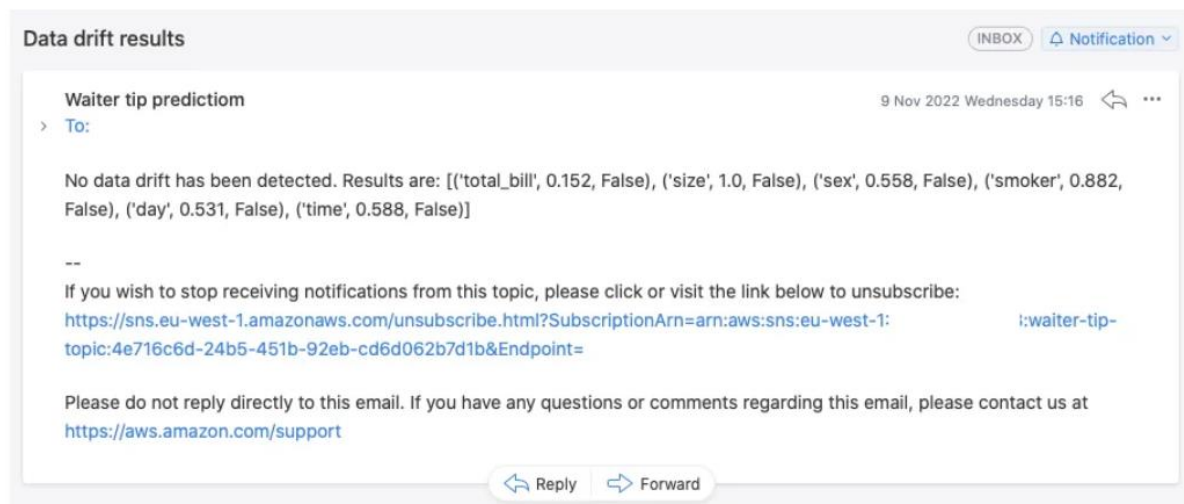 Data drift results
INBOX
Notification
Waiter tip predictiom
9 Nov 2022 Wednesday 15:16
To:
No data drift has been detected. Results are: [('total_bill', 0.152, False), ('size', 1.0, False), ('sex', 0.558, False), ('smoker', 0.882,
False), ('day', 0.531, False), ('time', 0.588, False)]
--
If you wish to stop receiving notifications from this topic, please click or visit the link below to unsubscribe:
https://sns.eu-west-1.amazonaws.com/unsubscribe.html?SubscriptionArn=arn:aws:sns:eu-west-1: :waiter-tip-
topic:4e716c6d-24b5-451b-92eb-cd6d062b7d1b&Endpoint=
Please do not reply directly to this email. If you have any questions or comments regarding this email, please contact us at
https://aws.amazon.com/support
Reply
Forward